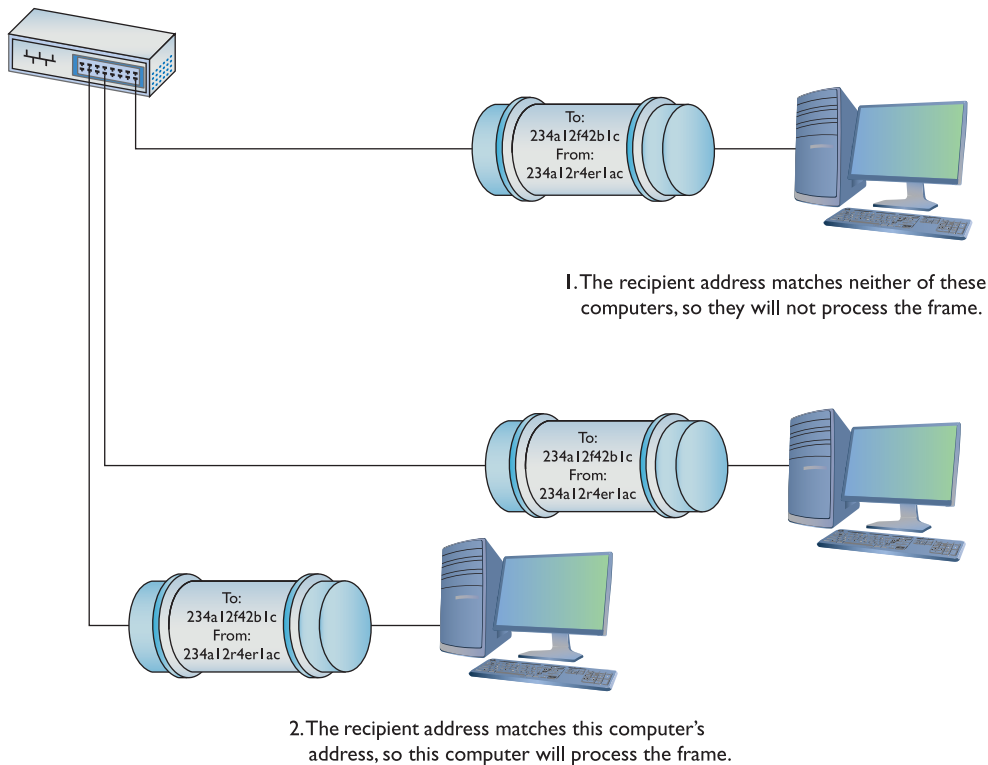 To:
234a12f42b1c
From:
234a12r4er1ac
1. The recipient address matches neither of these
computers, so they will not process the frame.
To:
234a12f42b1c
From:
234a12r4er1ac
To:
234a12f42b1c
From:
234a12r4er1ac
2. The recipient address matches this computer's
address, so this computer will process the frame.